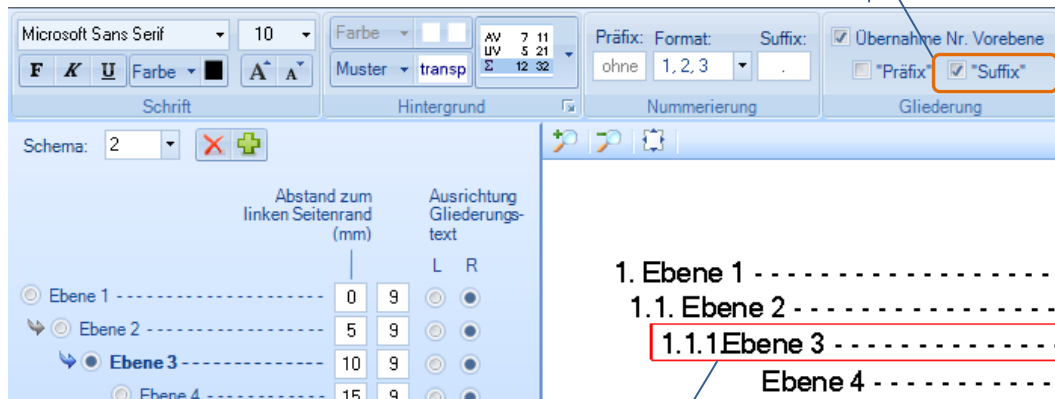 Microsoft Sans Serif 10 Farbe AV 7 11 Präfix: Format: Suffix: Übernahme Nr. Vorebene
UV 5 21
F K U Farbe A A Muster transp Σ 12 32 ohne 1, 2, 3 . "Präfix" "Suffix"
Schrift Hintergrund Nummerierung Gliederung
Schema: 2
Abstand zum
linken Seitenrand
(mm)
Ausrichtung
Gliederungs-
text
L R
Ebene 1 - - - - - - - - - - - - - - - - - - - - - - 0 9
Ebene 2 - - - - - - - - - - - - - - - - - - - 5 9
Ebene 3 - - - - - - - - - - - - - - - 10 9
Ebene 4 - - - - - - - - - - - - 15 9
1. Ebene 1 - - - - - - - - - - - - - - - - - -
1.1. Ebene 2 - - - - - - - - - - - - - - - -
1.1.1.Ebene 3 - - - - - - - - - - - - - -
Ebene 4 - - - - - - - - - - -